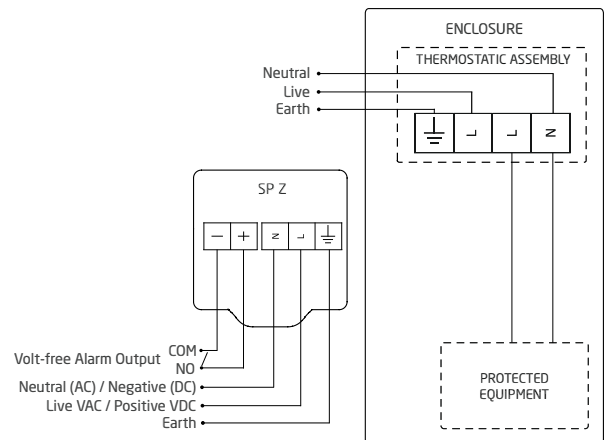 ENCLOSURE
THERMOSTATIC ASSEMBLY
Neutral
Live
Earth
L L N
SP Z
− + N L
Volt-free Alarm Output
COM
NO
Neutral (AC) / Negative (DC)
Live VAC / Positive VDC
Earth
PROTECTED
EQUIPMENT